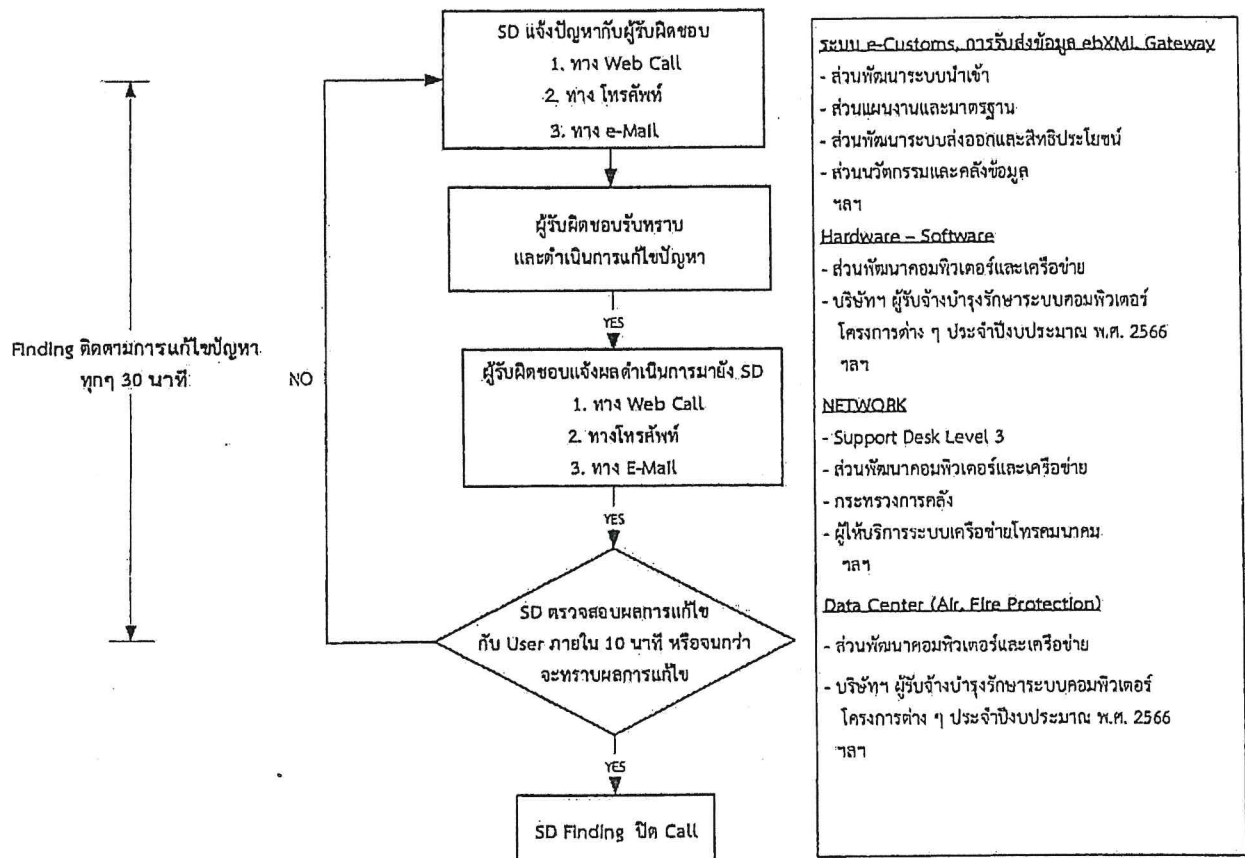 SD แจ้งปัญหากับผู้รับผิดชอบ
1. ทาง Web Call
2. ทาง โทรศัพท์
3. ทาง e-Mail
ผู้รับผิดชอบรับทราบ
และดำเนินการแก้ไขปัญหา
YES
Finding ติดตามการแก้ไขปัญหา
ทุกๆ 30 นาที
NO
ผู้รับผิดชอบแจ้งผลดำเนินการมายัง SD
1. ทาง Web Call
2. ทางโทรศัพท์
3. ทาง E-Mail
YES
SD ตรวจสอบผลการแก้ไข
กับ User ภายใน 10 นาที หรือจนกว่า
จะทราบผลการแก้ไข
YES
SD Finding ปิด Call
ระบบ e-Customs, การรับส่งข้อมูล ebXML Gateway
- ส่วนพัฒนาระบบนำเข้า
- ส่วนแผนงานและมาตรฐาน
- ส่วนพัฒนาระบบส่งออกและสิทธิประโยชน์
- ส่วนนวัตกรรมและคลังข้อมูล
ฯลฯ
Hardware – Software
- ส่วนพัฒนาคอมพิวเตอร์และเครือข่าย
- บริษัทฯ ผู้รับจ้างบำรุงรักษาระบบคอมพิวเตอร์
โครงการต่าง ๆ ประจำปีงบประมาณ พ.ศ. 2566
ฯลฯ
NETWORK
- Support Desk Level 3
- ส่วนพัฒนาคอมพิวเตอร์และเครือข่าย
- กระทรวงการคลัง
- ผู้ให้บริการระบบเครือข่ายโทรคมนาคม
ฯลฯ
Data Center (Air, Fire Protection)
- ส่วนพัฒนาคอมพิวเตอร์และเครือข่าย
- บริษัทฯ ผู้รับจ้างบำรุงรักษาระบบคอมพิวเตอร์
โครงการต่าง ๆ ประจำปีงบประมาณ พ.ศ. 2566
ฯลฯ